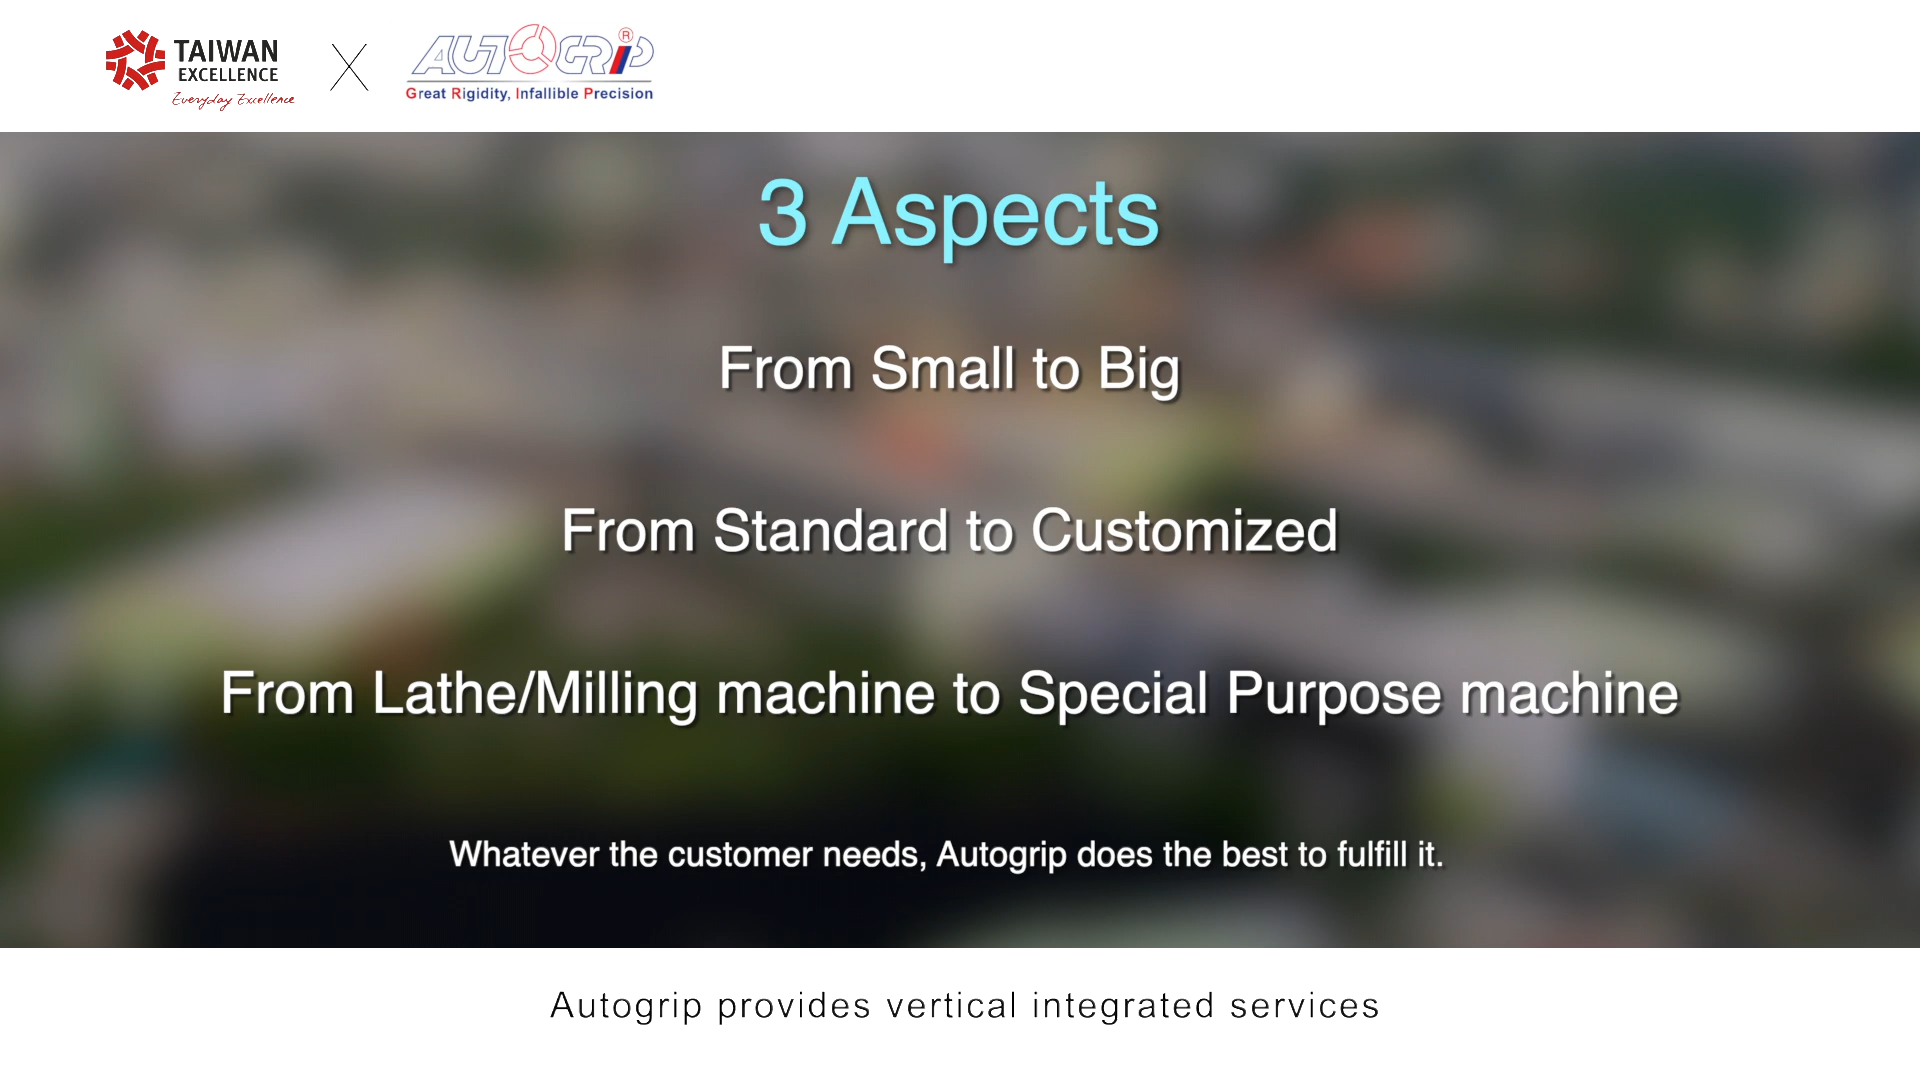 TAIWAN
EXCELLENCE
Everyday Excellence
X
AUTOGRIP®
Great Rigidity, Infallible Precision
3 Aspects
From Small to Big
From Standard to Customized
From Lathe/Milling machine to Special Purpose machine
Whatever the customer needs, Autogrip does the best to fulfill it.
Autogrip provides vertical integrated services